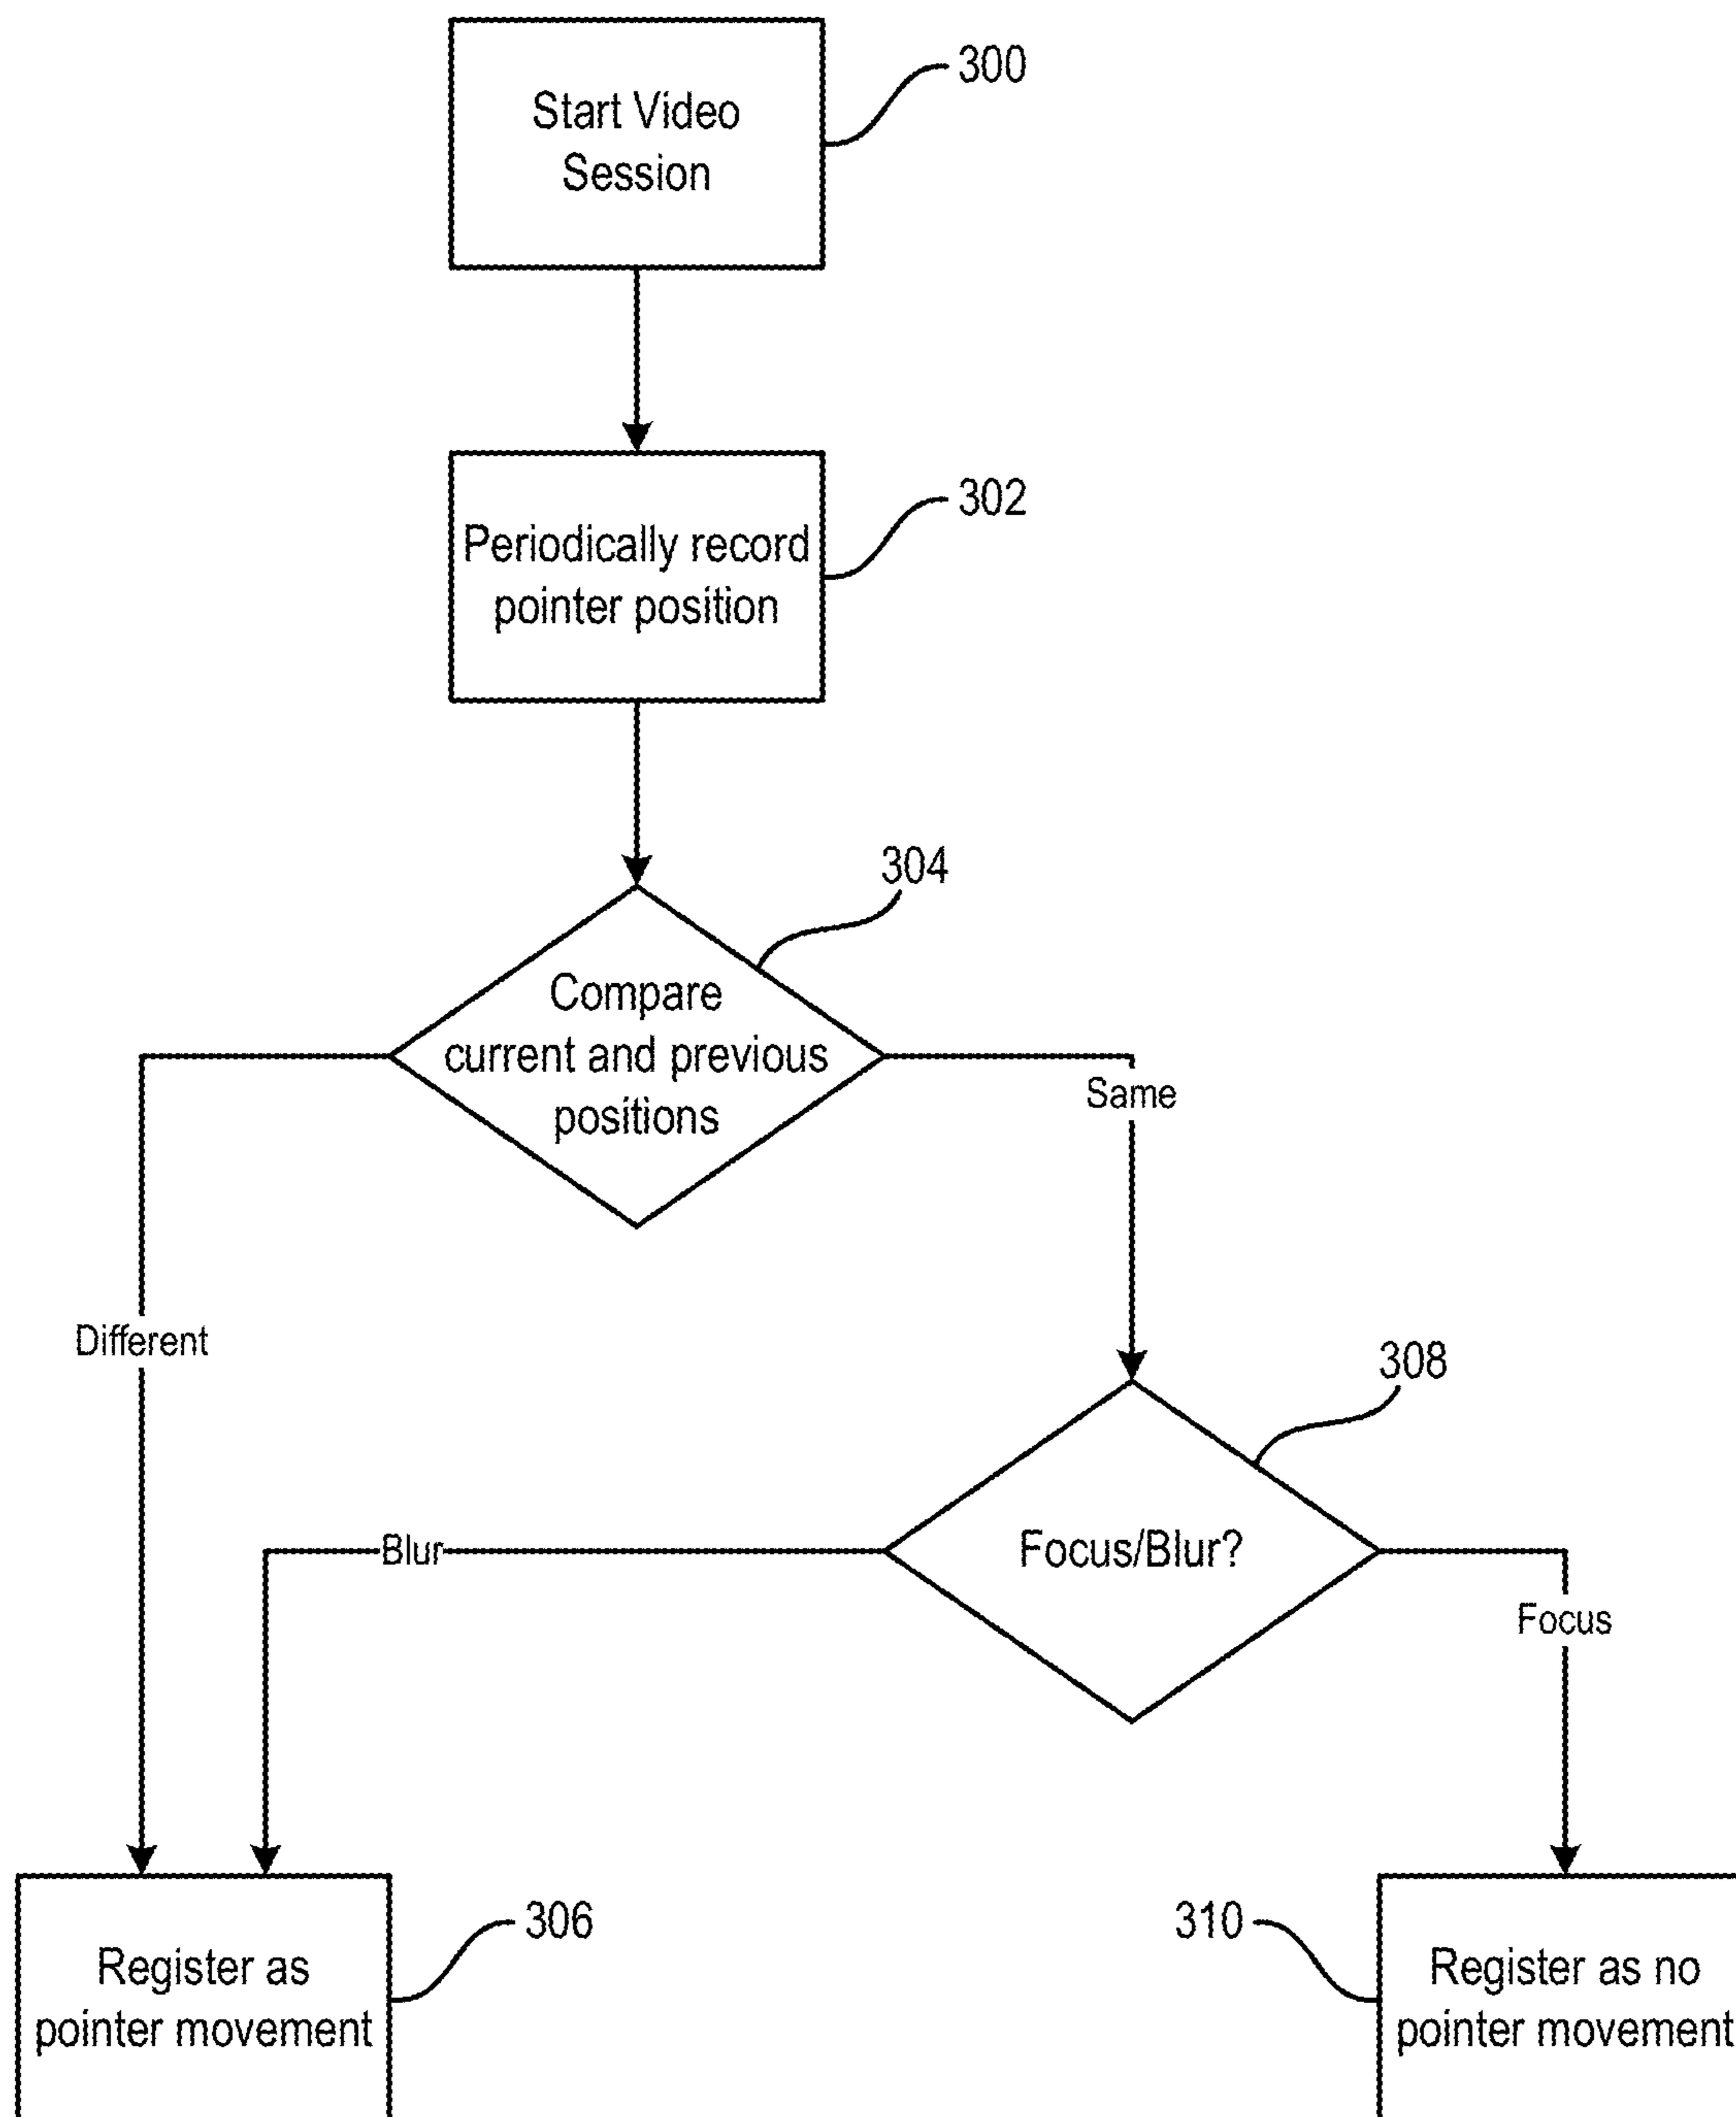 300
Start Video
Session
302
Periodically record
pointer position
304
Compare
current and previous
positions
Same
Different
308
Focus/Blur?
Blur
Focus
306
Register as
pointer movement
310
Register as no
pointer movement